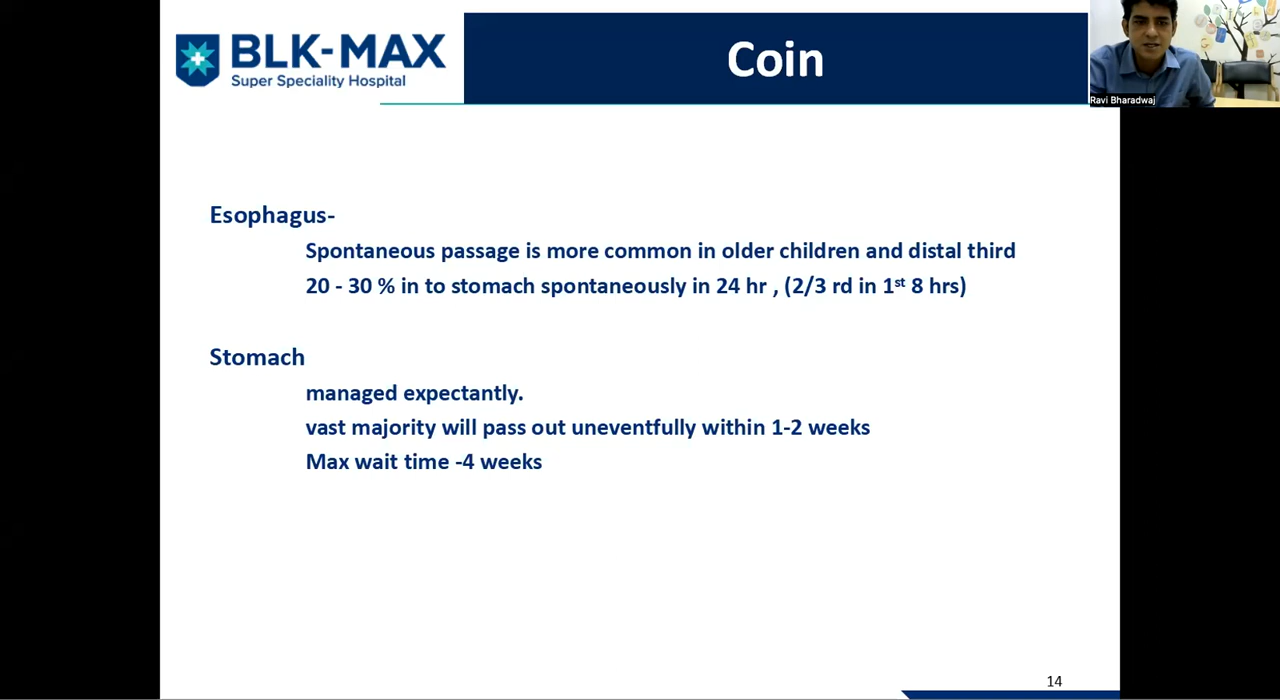 BLK-MAX
Super Speciality Hospital
Coin
Ravi Bharadwaj
Esophagus-
Spontaneous passage is more common in older children and distal third
20 - 30 % in to stomach spontaneously in 24 hr , (2/3 rd in 1st 8 hrs)
Stomach
managed expectantly.
vast majority will pass out uneventfully within 1-2 weeks
Max wait time -4 weeks
14